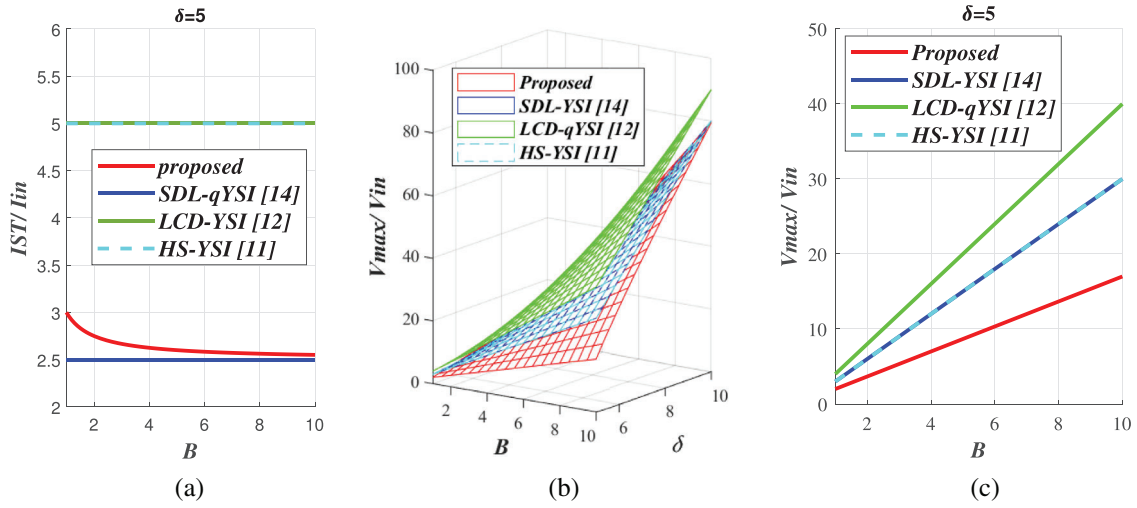 δ=5
6
5.5
5
4.5
4
3.5
3
2.5
2
IST/ Iin
proposed
SDL-qYSI [14]
LCD-YSI [12]
HS-YSI [11]
2 4 6 8 10
B
(a)
100
80
60
40
20
0
Vmax/ Vin
Proposed
SDL-YSI [14]
LCD-qYSI [12]
HS-YSI [11]
2 4 6 8 10
B
6 8 10
δ
(b)
δ=5
50
40
30
20
10
0
Vmax/ Vin
Proposed
SDL-YSI [14]
LCD-qYSI [12]
HS-YSI [11]
2 4 6 8 10
B
(c)